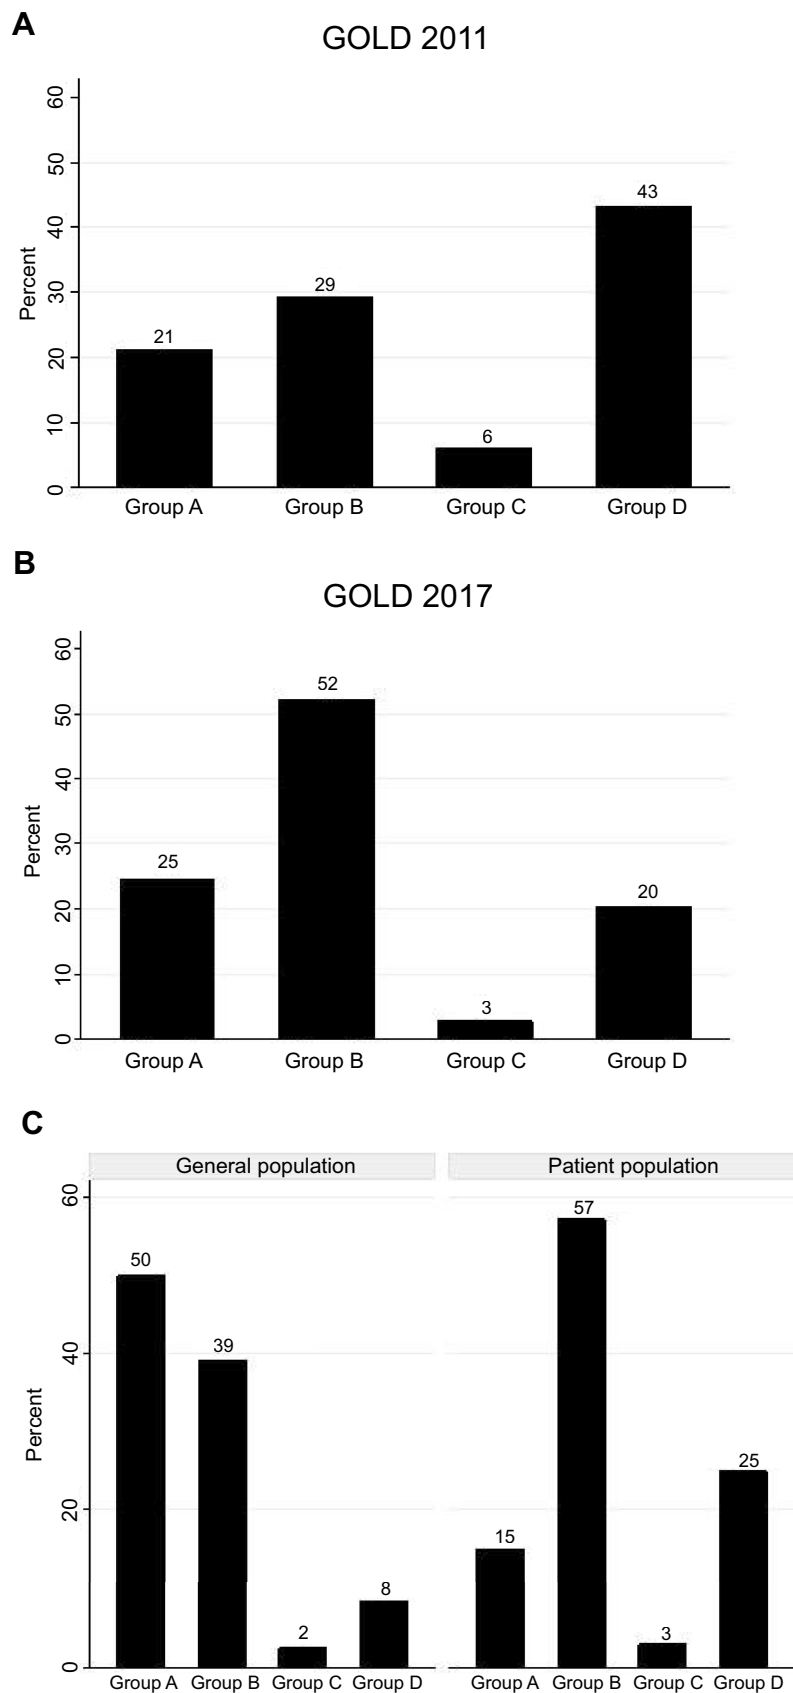 A
GOLD 2011
60
50
40
30
20
10
0
Percent
21
29
6
43
Group A Group B Group C Group D
B
GOLD 2017
60
50
40
30
20
10
0
Percent
25
52
3
20
Group A Group B Group C Group D
C
General population
Patient population
60
40
20
0
Percent
50
39
2
8
15
57
3
25
Group A Group B Group C Group D
Group A Group B Group C Group D